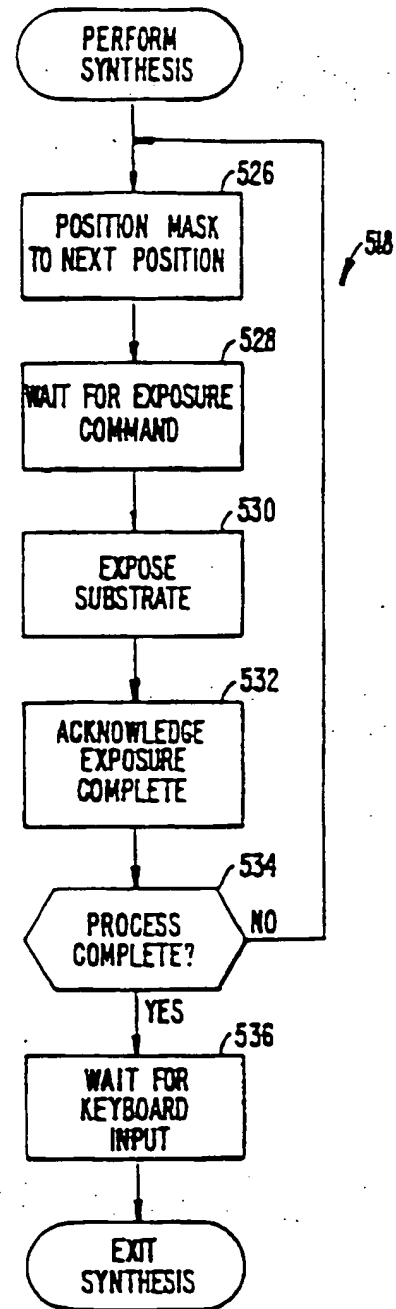 PERFORM
SYNTHESIS
526
POSITION MASK
TO NEXT POSITION
518
528
WAIT FOR EXPOSURE
COMMAND
530
EXPOSE
SUBSTRATE
532
ACKNOWLEDGE
EXPOSURE
COMPLETE
534
PROCESS
COMPLETE?
NO
YES
536
WAIT FOR
KEYBOARD
INPUT
EXIT
SYNTHESIS